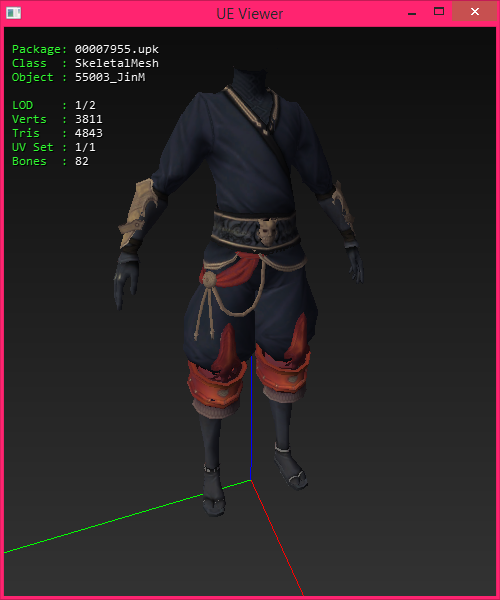 UE Viewer
Package: 00007955.upk
Class : SkeletalMesh
Object : 55003_JinM
LOD : 1/2
Verts : 3811
Tris : 4843
UV Set : 1/1
Bones : 82